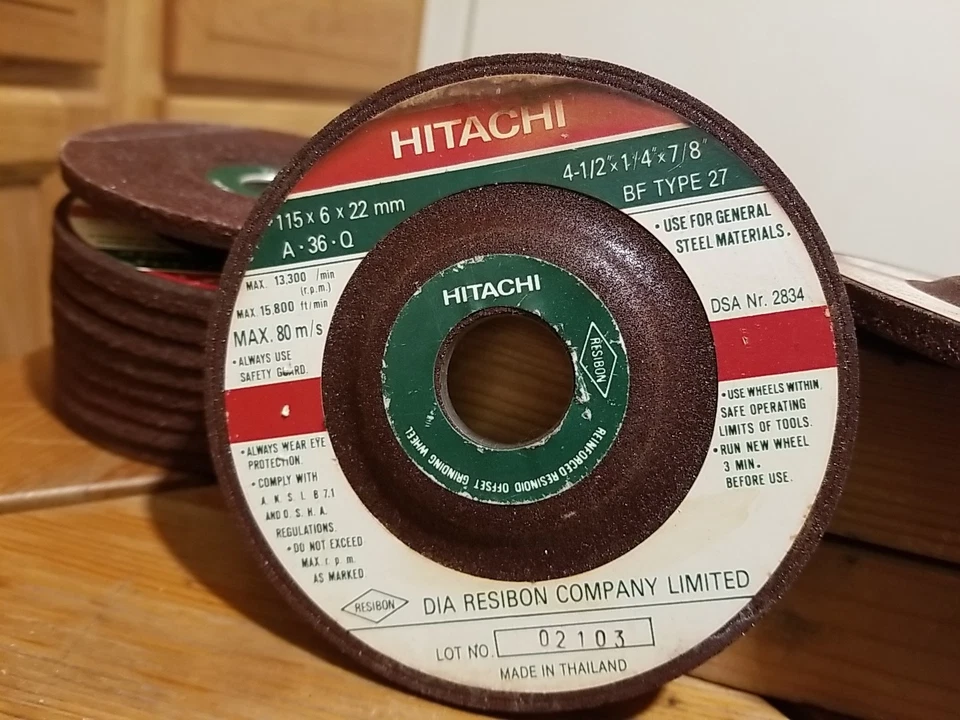 HITACHI
4-1/2"×1/4"×7/8"
BF TYPE 27
115 x 6 x 22 mm
A · 36 · Q
MAX. 13,300 /min
(r.p.m.)
MAX. 15,800 ft/min
MAX. 80 m/s
• ALWAYS USE
SAFETY GUARD.
• ALWAYS WEAR EYE
PROTECTION.
• COMPLY WITH
A. N. S. I. B 7.1
AND O. S. H. A.
REGULATIONS.
• DO NOT EXCEED
MAX. r. p. m.
AS MARKED.
• USE FOR GENERAL
STEEL MATERIALS.
DSA Nr. 2834
• USE WHEELS WITHIN
SAFE OPERATING
LIMITS OF TOOLS.
• RUN NEW WHEEL
3 MIN.
BEFORE USE.
HITACHI
RESIBON
REINFORCED RESINOID OFFSET GRINDING WHEEL
RESIBON
DIA RESIBON COMPANY LIMITED
LOT NO. 02103
MADE IN THAILAND